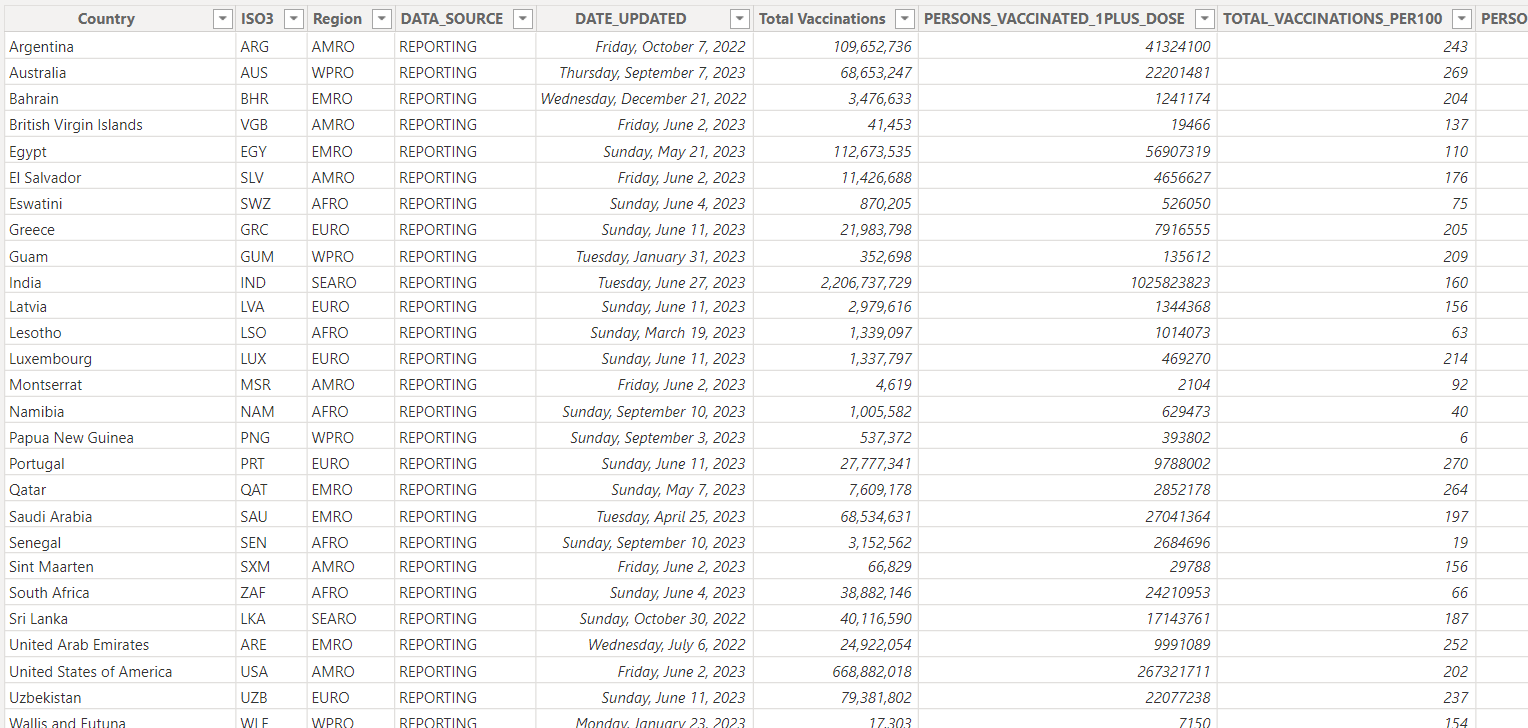 Country ISO3 Region DATA_SOURCE DATE_UPDATED Total Vaccinations PERSONS_VACCINATED_1PLUS_DOSE TOTAL_VACCINATIONS_PER100 PERSO
Argentina ARG AMRO REPORTING Friday, October 7, 2022 109,652,736 41324100 243
Australia AUS WPRO REPORTING Thursday, September 7, 2023 68,653,247 22201481 269
Bahrain BHR EMRO REPORTING Wednesday, December 21, 2022 3,476,633 1241174 204
British Virgin Islands VGB AMRO REPORTING Friday, June 2, 2023 41,453 19466 137
Egypt EGY EMRO REPORTING Sunday, May 21, 2023 112,673,535 56907319 110
El Salvador SLV AMRO REPORTING Friday, June 2, 2023 11,426,688 4656627 176
Eswatini SWZ AFRO REPORTING Sunday, June 4, 2023 870,205 526050 75
Greece GRC EURO REPORTING Sunday, June 11, 2023 21,983,798 7916555 205
Guam GUM WPRO REPORTING Tuesday, January 31, 2023 352,698 135612 209
India IND SEARO REPORTING Tuesday, June 27, 2023 2,206,737,729 1025823823 160
Latvia LVA EURO REPORTING Sunday, June 11, 2023 2,979,616 1344368 156
Lesotho LSO AFRO REPORTING Sunday, March 19, 2023 1,339,097 1014073 63
Luxembourg LUX EURO REPORTING Sunday, June 11, 2023 1,337,797 469270 214
Montserrat MSR AMRO REPORTING Friday, June 2, 2023 4,619 2104 92
Namibia NAM AFRO REPORTING Sunday, September 10, 2023 1,005,582 629473 40
Papua New Guinea PNG WPRO REPORTING Sunday, September 3, 2023 537,372 393802 6
Portugal PRT EURO REPORTING Sunday, June 11, 2023 27,777,341 9788002 270
Qatar QAT EMRO REPORTING Sunday, May 7, 2023 7,609,178 2852178 264
Saudi Arabia SAU EMRO REPORTING Tuesday, April 25, 2023 68,534,631 27041364 197
Senegal SEN AFRO REPORTING Sunday, September 10, 2023 3,152,562 2684696 19
Sint Maarten SXM AMRO REPORTING Friday, June 2, 2023 66,829 29788 156
South Africa ZAF AFRO REPORTING Sunday, June 4, 2023 38,882,146 24210953 66
Sri Lanka LKA SEARO REPORTING Sunday, October 30, 2022 40,116,590 17143761 187
United Arab Emirates ARE EMRO REPORTING Wednesday, July 6, 2022 24,922,054 9991089 252
United States of America USA AMRO REPORTING Friday, June 2, 2023 668,882,018 267321711 202
Uzbekistan UZB EURO REPORTING Sunday, June 11, 2023 79,381,802 22077238 237
Wallis and Futuna WLF WPRO REPORTING Monday, January 23, 2023 17,303 7150 154